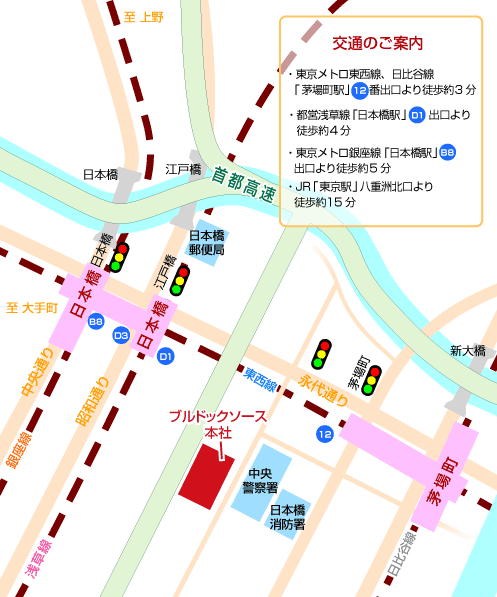 至 上野
交通のご案内
・東京メトロ東西線、日比谷線
「茅場町駅」12番出口より徒歩約3分
・都営浅草線「日本橋駅」D1 出口より
徒歩約4分
・東京メトロ銀座線「日本橋駅」B8
出口より徒歩約5分
・JR「東京駅」八重洲北口より
徒歩約15分
日本橋
江戸橋
首都高速
日本橋
郵便局
日本橋
江戸橋
日本橋
日本橋
至 大手町
B8
D3
D1
中央通り
昭和通り
東西線
永代通り
茅場町
新大橋
ブルドックソース
本社
12
銀座線
浅草線
中央
警察署
日本橋
消防署
茅場町
日比谷線